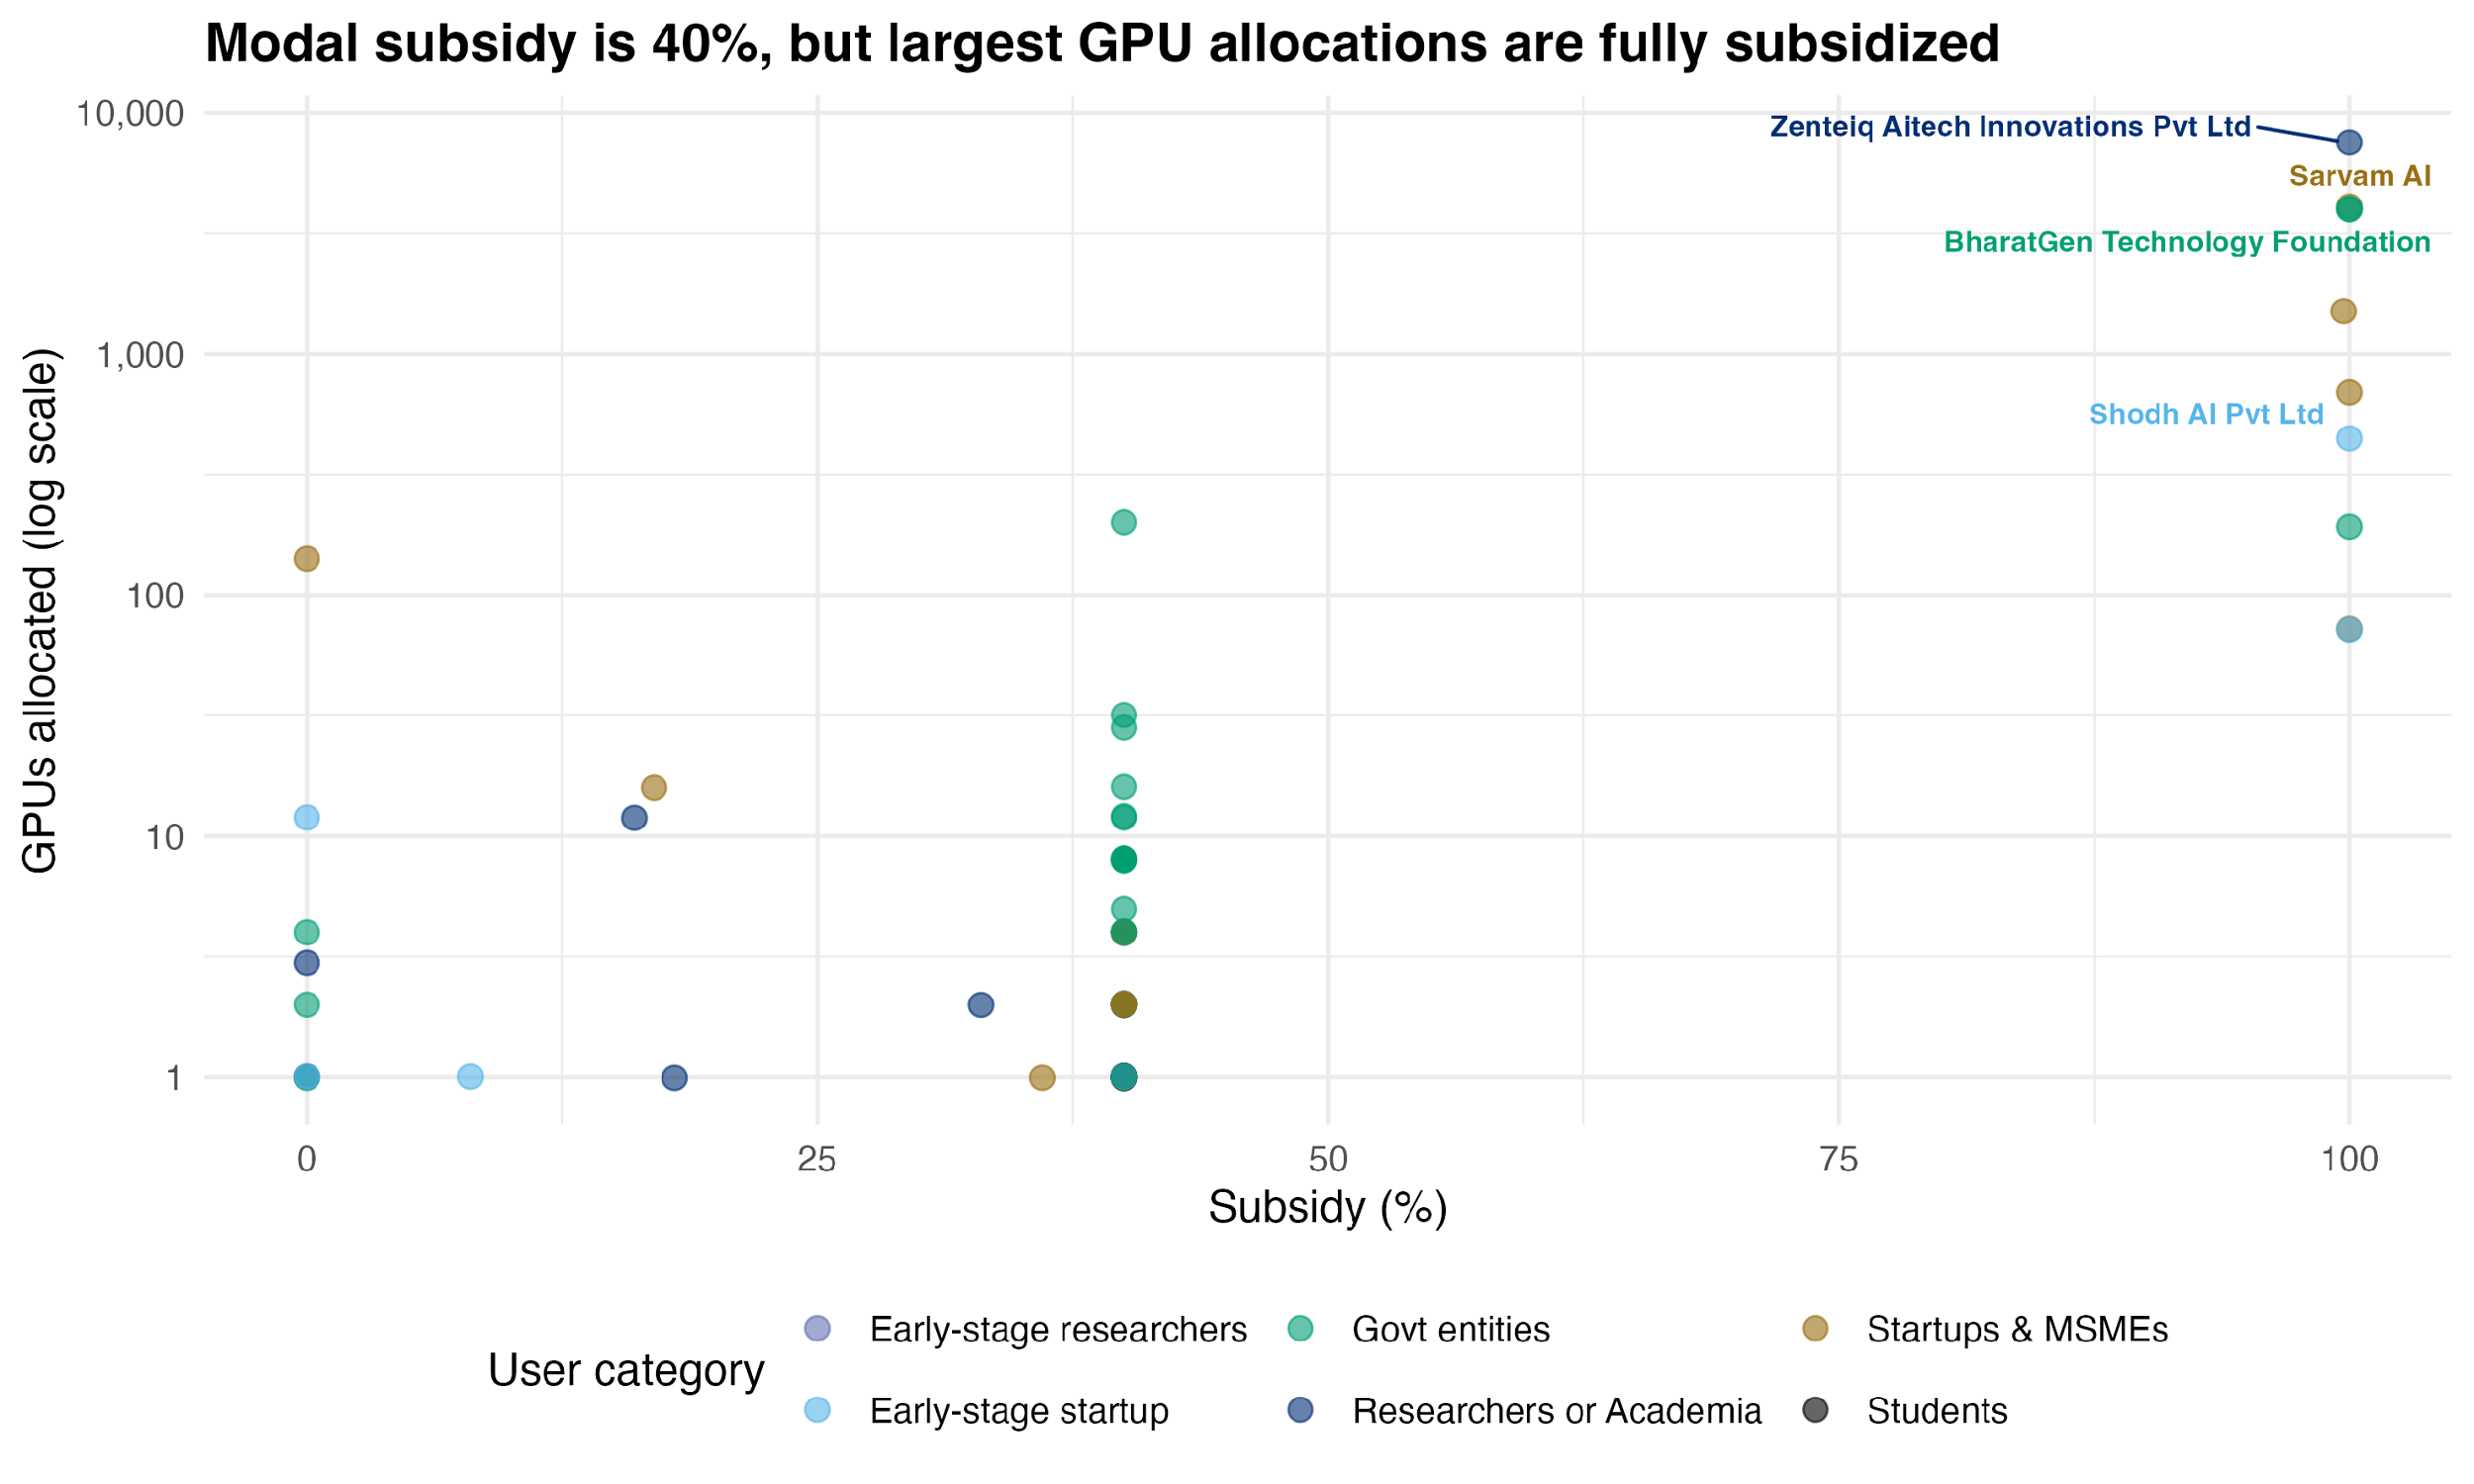 Modal subsidy is 40%, but largest GPU allocations are fully subsidized
10,000
1,000
100
10
1
GPUs allocated (log scale)
Zenteiq Aitech Innovations Pvt Ltd
Sarvam AI
BharatGen Technology Foundation
Shodh AI Pvt Ltd
0 25 50 75 100
Subsidy (%)
User category
Early-stage researchers
Early-stage startup
Govt entities
Researchers or Academia
Startups & MSMEs
Students